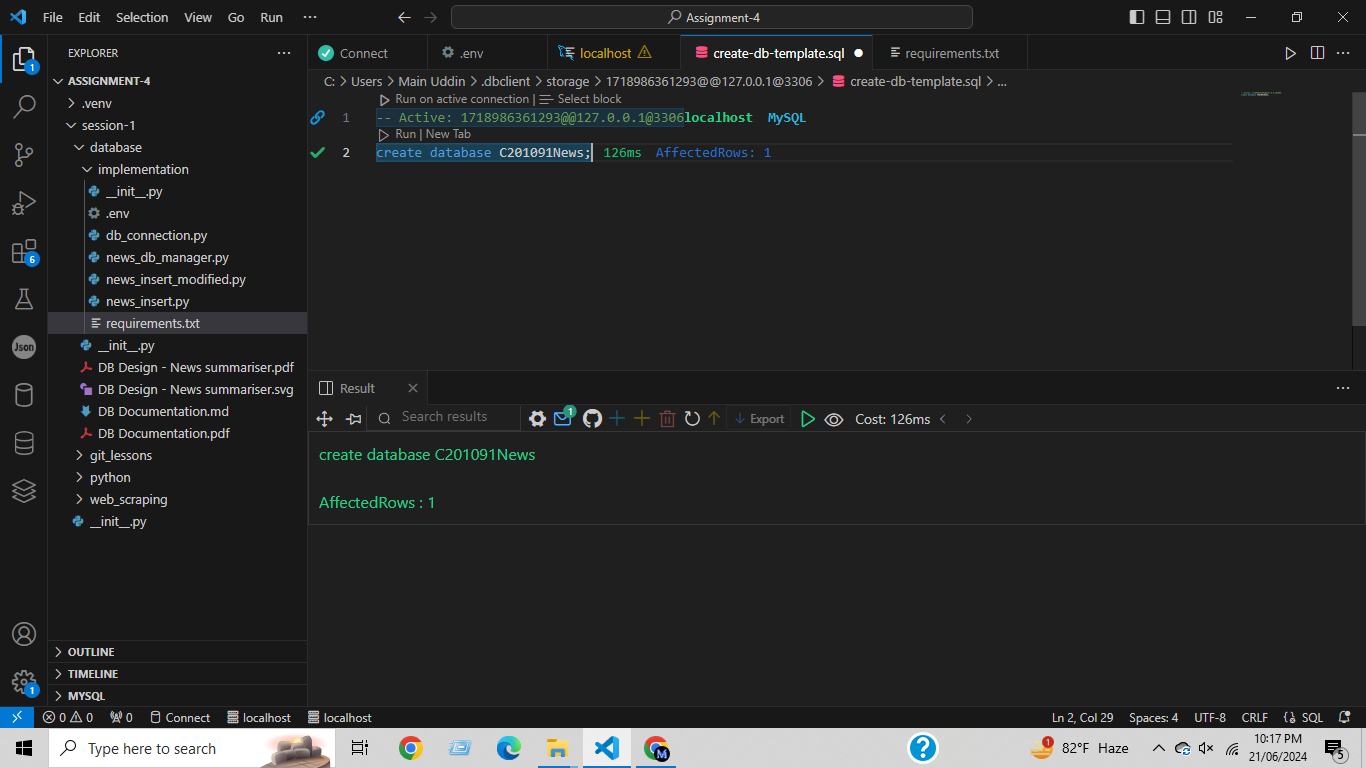 File Edit Selection View Go Run ··· Assignment-4
EXPLORER ···
ASSIGNMENT-4
.venv
session-1
database
implementation
__init__.py
.env
db_connection.py
news_db_manager.py
news_insert_modified.py
news_insert.py
requirements.txt
__init__.py
DB Design - News summariser.pdf
DB Design - News summariser.svg
DB Documentation.md
DB Documentation.pdf
git_lessons
python
web_scraping
__init__.py
OUTLINE
TIMELINE
MYSQL
1
6
Json
1
Connect .env localhost create-db-template.sql requirements.txt ···
C: > Users > Main Uddin > .dbclient > storage > 1718986361293@@127.0.0.1@3306 > create-db-template.sql > ...
Run on active connection | Select block
1 -- Active: 1718986361293@@127.0.0.1@3306localhost MySQL
Run | New Tab
2 create database C201091News; 126ms AffectedRows: 1
Result ···
Search results 1 Export Cost: 126ms < >
create database C201091News
AffectedRows : 1
0 0 0 Connect localhost localhost Ln 2, Col 29 Spaces: 4 UTF-8 CRLF SQL
Type here to search M ? 1 82°F Haze 10:17 PM
21/06/2024 5